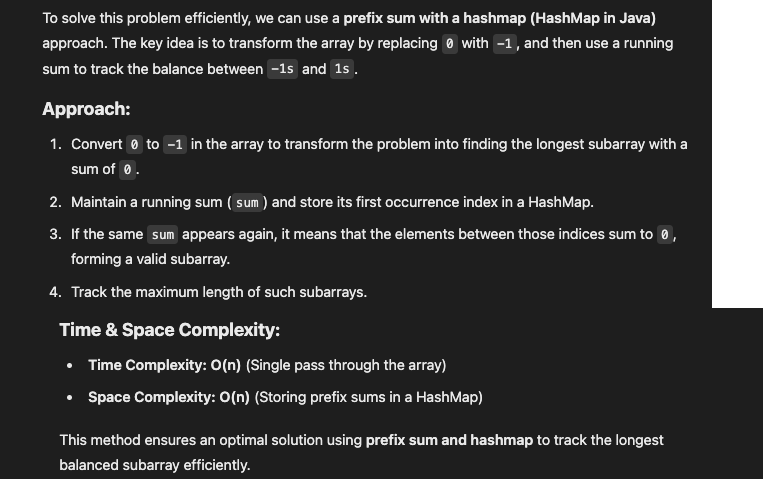 To solve this problem efficiently, we can use a prefix sum with a hashmap (HashMap in Java)
approach. The key idea is to transform the array by replacing 0 with -1, and then use a running
sum to track the balance between -1s and 1s.
Approach:
1. Convert 0 to -1 in the array to transform the problem into finding the longest subarray with a
sum of 0.
2. Maintain a running sum (sum) and store its first occurrence index in a HashMap.
3. If the same sum appears again, it means that the elements between those indices sum to 0,
forming a valid subarray.
4. Track the maximum length of such subarrays.
Time & Space Complexity:
• Time Complexity: O(n) (Single pass through the array)
• Space Complexity: O(n) (Storing prefix sums in a HashMap)
This method ensures an optimal solution using prefix sum and hashmap to track the longest
balanced subarray efficiently.